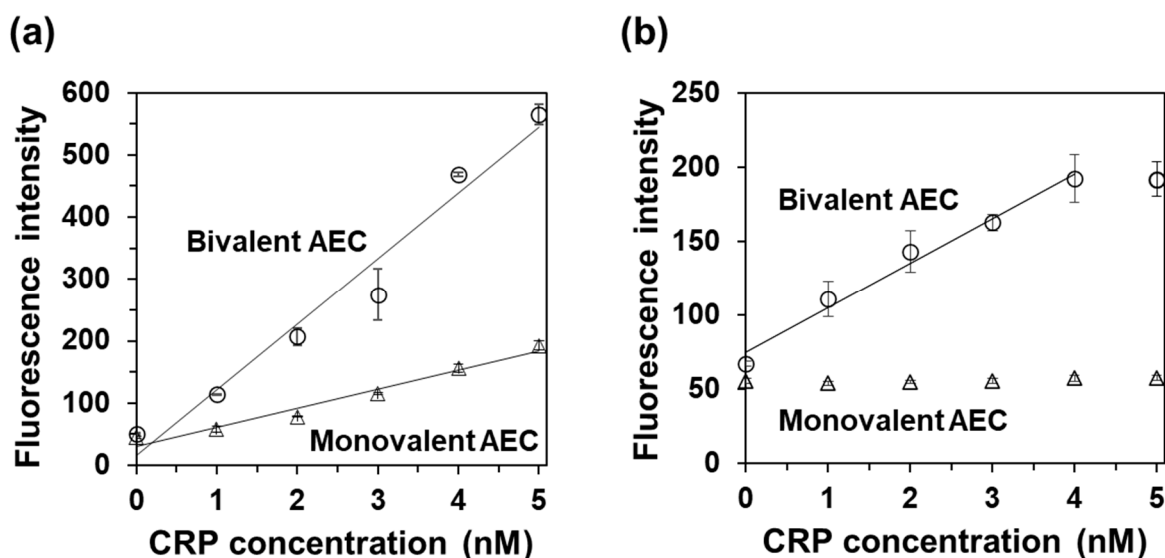 (a)
Fluorescence intensity
600
500
400
300
200
100
0
Bivalent AEC
Monovalent AEC
0 1 2 3 4 5
CRP concentration (nM)
(b)
Fluorescence intensity
250
200
150
100
50
0
Bivalent AEC
Monovalent AEC
0 1 2 3 4 5
CRP concentration (nM)